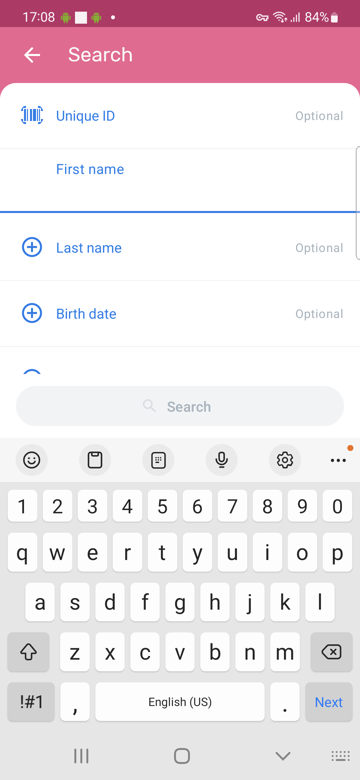 17:08
84%
Search
Unique ID Optional
First name
Last name Optional
Birth date Optional
Search
1 2 3 4 5 6 7 8 9 0
q w e r t y u i o p
a s d f g h j k l
z x c v b n m
!#1 , English (US) . Next